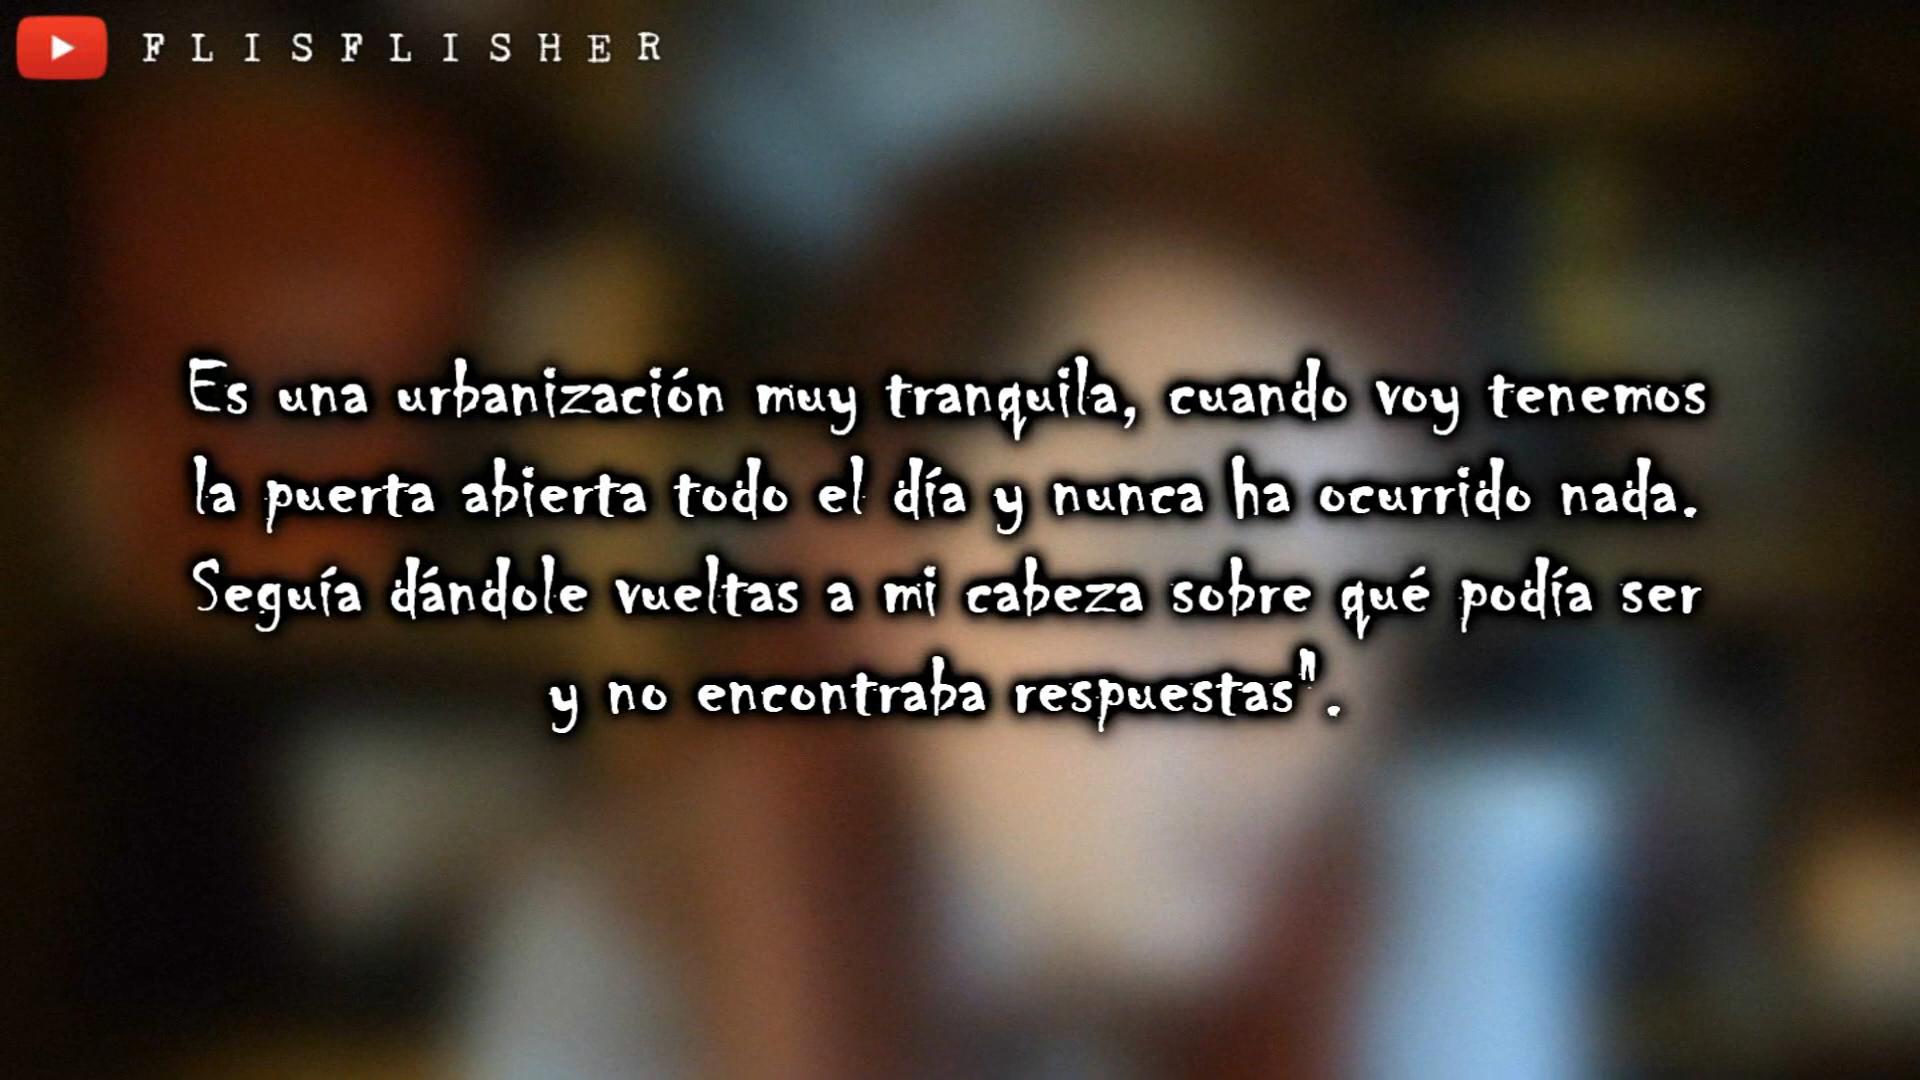 FLISFLISHER
Es una urbanización muy tranquila, cuando voy tenemos
la puerta abierta todo el día y nunca ha ocurrido nada.
Seguía dándole vueltas a mi cabeza sobre qué podía ser
y no encontraba respuestas".